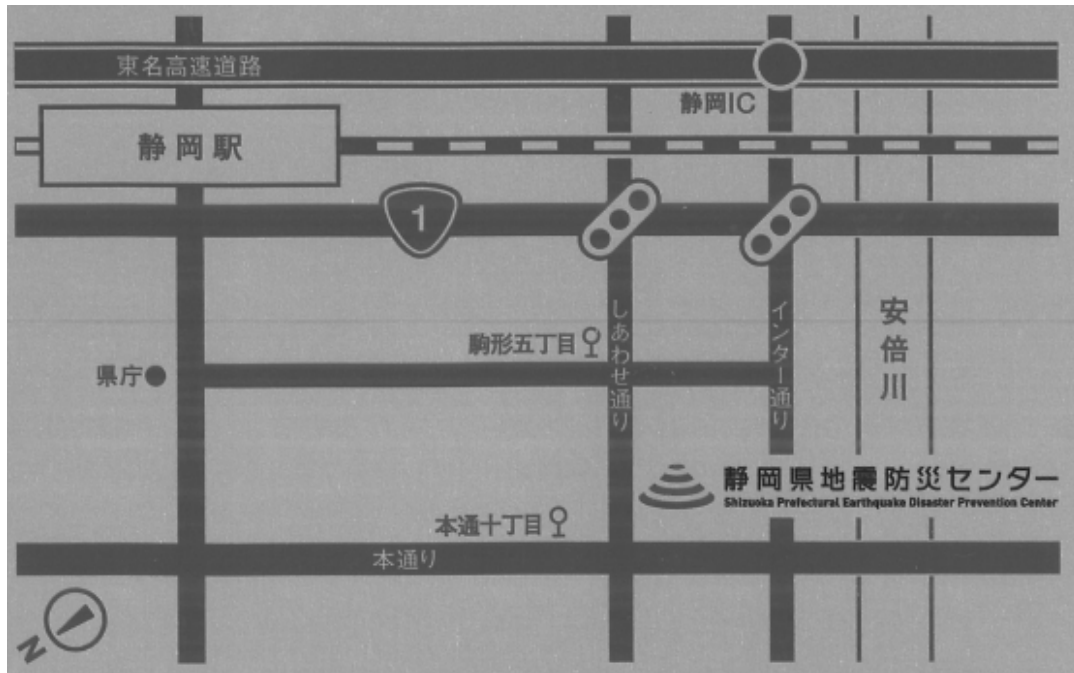 東名高速道路
静岡IC
静岡駅
1
しあわせ通り
インター通り
安倍川
駒形五丁目
県庁
静岡県地震防災センター
Shizuoka Prefectural Earthquake Disaster Prevention Center
本通十丁目
本通り
N